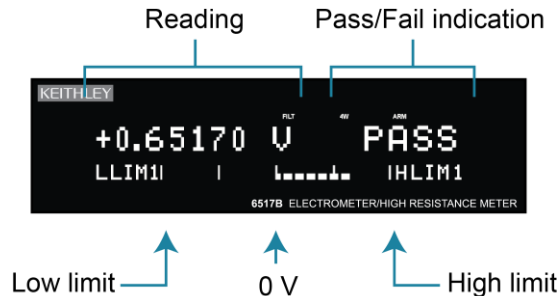 Reading Pass/Fail indication
KEITHLEY
FILT 4W ARM
+0.65170 V PASS
LLIM1 HLIM1
6517B ELECTROMETER/HIGH RESISTANCE METER
Low limit 0 V High limit